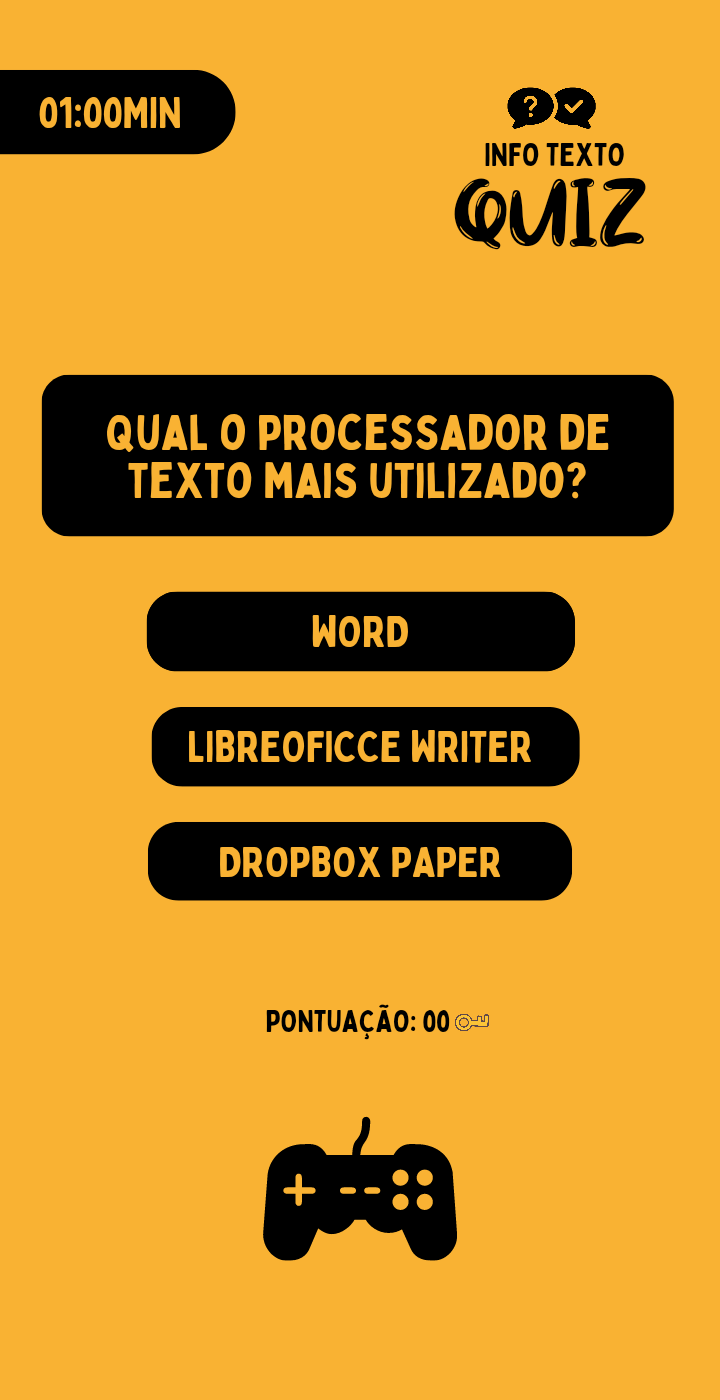 01:00MIN
INFO TEXTO
QUIZ
QUAL O PROCESSADOR DE
TEXTO MAIS UTILIZADO?
WORD
LIBREOFICCE WRITER
DROPBOX PAPER
PONTUAÇÃO: 00